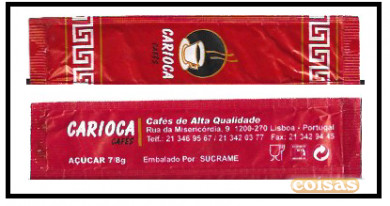 CARIOCA
CAFÉS
CARIOCA
CAFÉS
Cafés de Alta Qualidade
Rua da Misericórdia, 9 1200-270 Lisboa - Portugal
Telf.: 21 346 95 67 / 21 342 03 77 Fax: 21 342 94 45
AÇUCAR 7/8g
Embalado Por SUCRAME
coisas